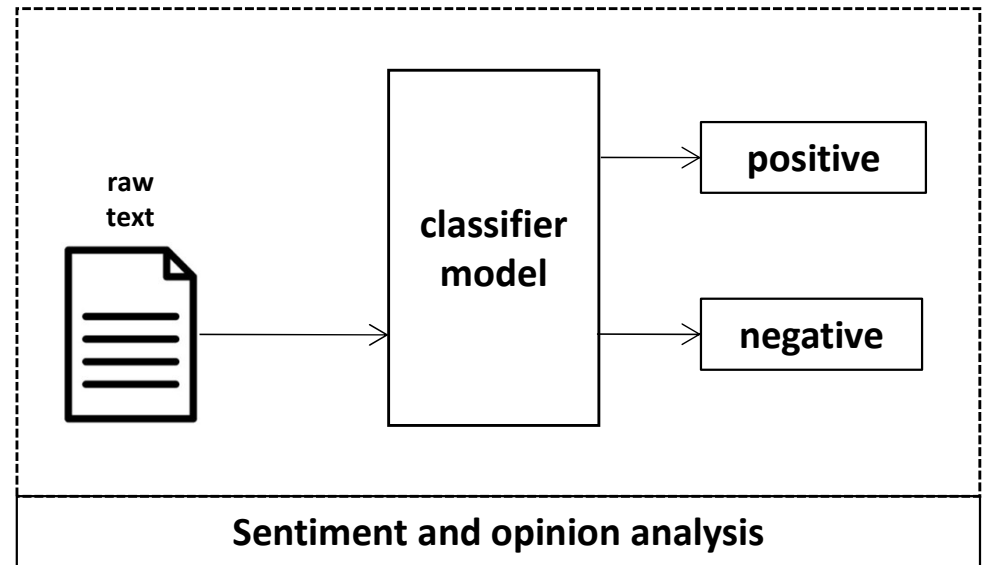 raw
text
classifier
model
positive
negative
Sentiment and opinion analysis